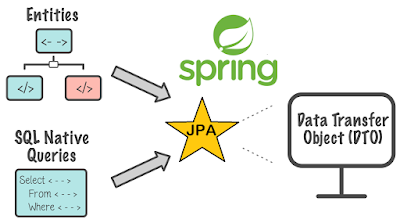 Entities
<- ->
</>
</>
spring
JPA
Data Transfer
Object (DTO)
SQL Native
Queries
Select <- - ->
From <- - ->
Where <- - ->